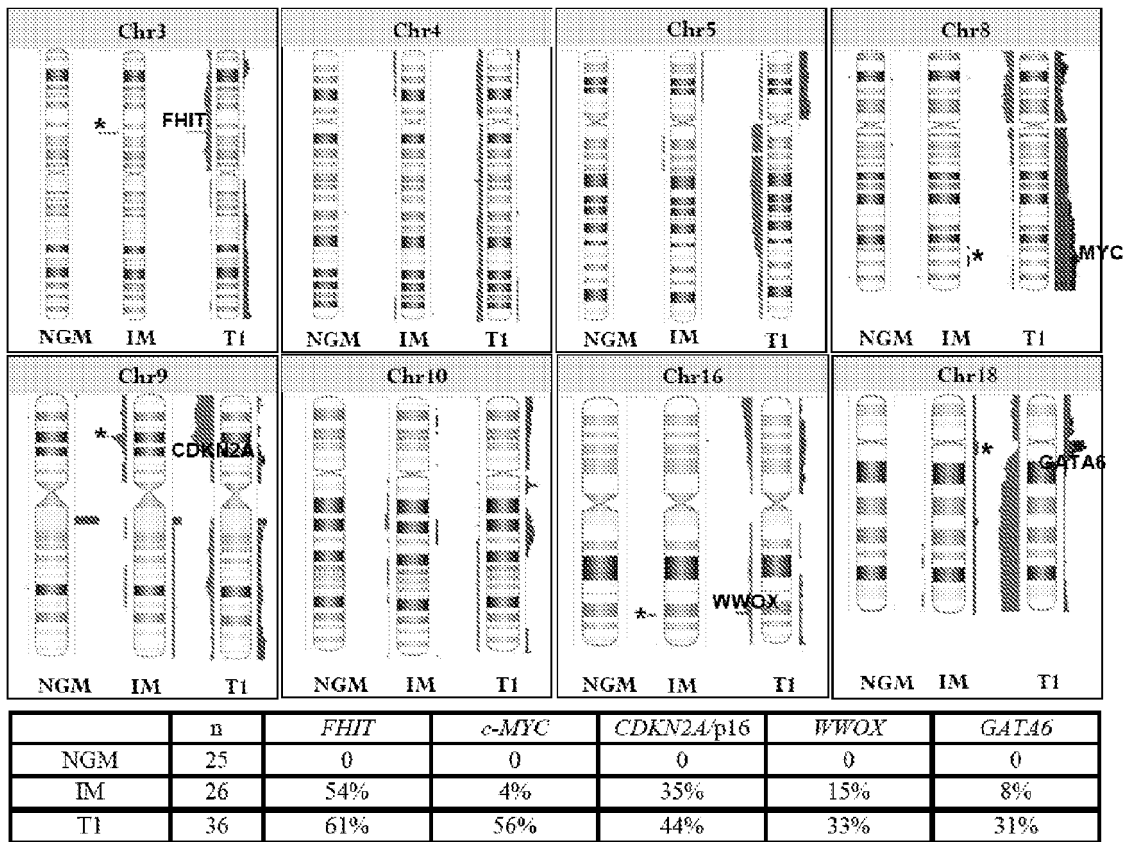 Chr3 Chr4 Chr5 Chr8
* FHIT
* MYC
NGM IM T1 NGM IM T1 NGM IM T1 NGM IM T1
Chr9 Chr10 Chr16 Chr18
* CDKN2A
* WWOX
* GATA6
NGM IM T1 NGM IM T1 NGM IM T1 NGM IM T1
n FHIT c-MYC CDKN2A/p16 WWOX GATA6
NGM 25 0 0 0 0 0
IM 26 54% 4% 35% 15% 8%
T1 36 61% 56% 44% 33% 31%